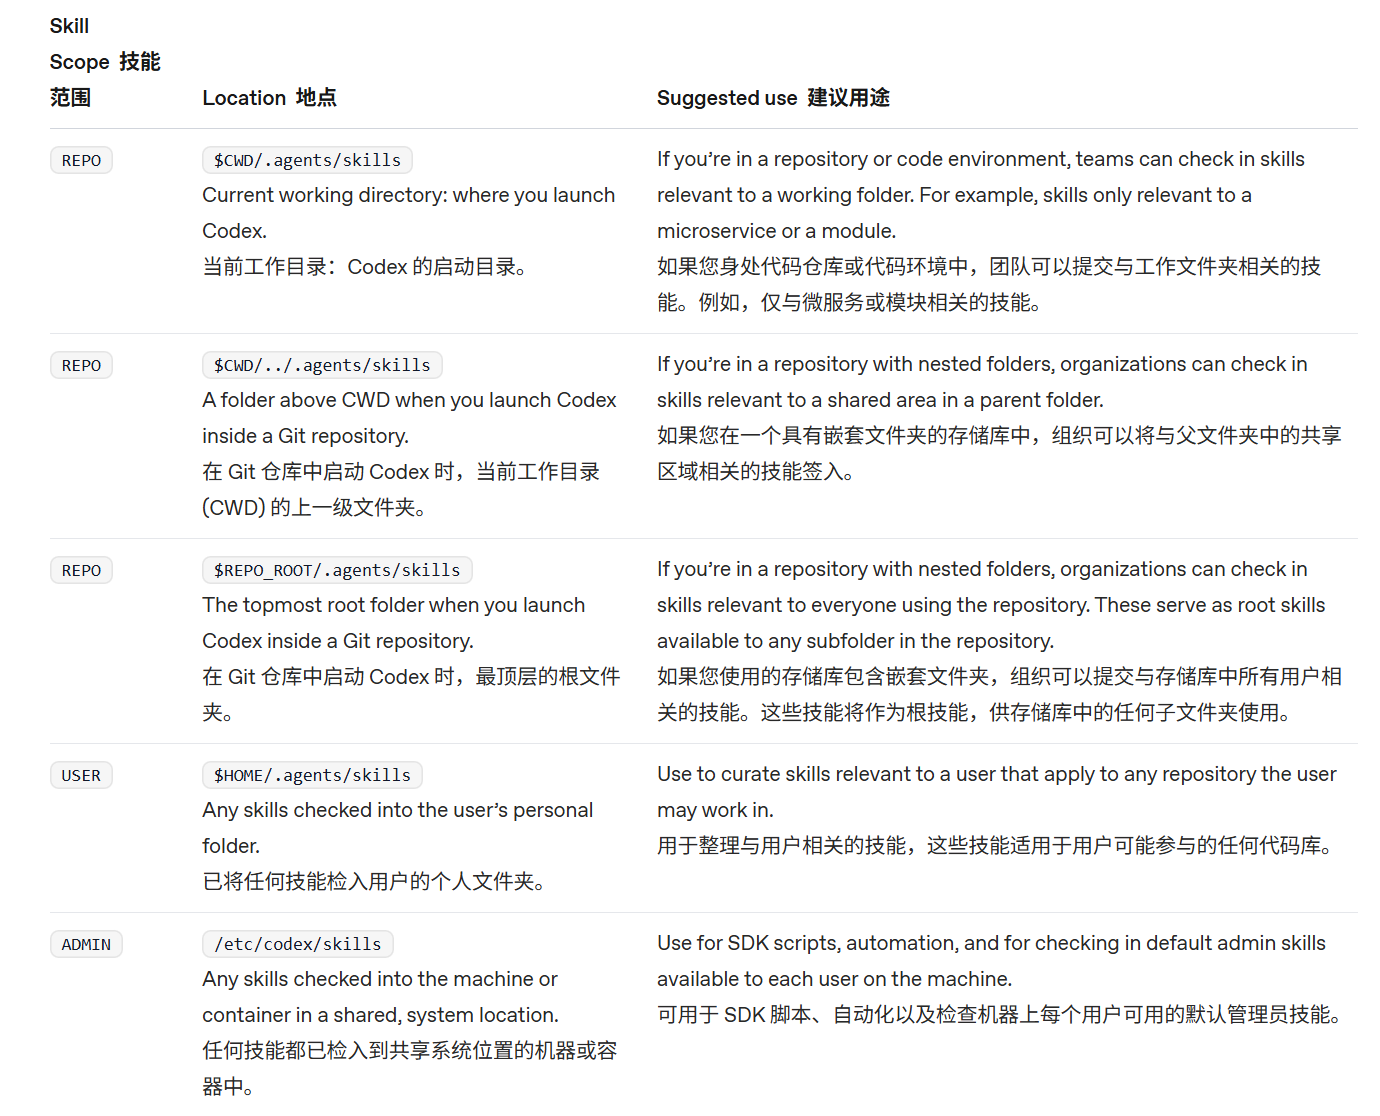 Skill
Scope 技能
范围
Location 地点
Suggested use 建议用途
REPO
$CWD/.agents/skills
Current working directory: where you launch
Codex.
当前工作目录：Codex 的启动目录。
If you’re in a repository or code environment, teams can check in skills
relevant to a working folder. For example, skills only relevant to a
microservice or a module.
如果您身处代码仓库或代码环境中，团队可以提交与工作文件夹相关的技
能。例如，仅与微服务或模块相关的技能。
REPO
$CWD/../.agents/skills
A folder above CWD when you launch Codex
inside a Git repository.
在 Git 仓库中启动 Codex 时，当前工作目录
(CWD) 的上一级文件夹。
If you’re in a repository with nested folders, organizations can check in
skills relevant to a shared area in a parent folder.
如果您在一个具有嵌套文件夹的存储库中，组织可以将与父文件夹中的共享
区域相关的技能签入。
REPO
$REPO_ROOT/.agents/skills
The topmost root folder when you launch
Codex inside a Git repository.
在 Git 仓库中启动 Codex 时，最顶层的根文件
夹。
If you’re in a repository with nested folders, organizations can check in
skills relevant to everyone using the repository. These serve as root skills
available to any subfolder in the repository.
如果您使用的存储库包含嵌套文件夹，组织可以提交与存储库中所有用户相
关的技能。这些技能将作为根技能，供存储库中的任何子文件夹使用。
USER
$HOME/.agents/skills
Any skills checked into the user’s personal
folder.
已将任何技能检入用户的个人文件夹。
Use to curate skills relevant to a user that apply to any repository the user
may work in.
用于整理与用户相关的技能，这些技能适用于用户可能参与的任何代码库。
ADMIN
/etc/codex/skills
Any skills checked into the machine or
container in a shared, system location.
任何技能都已检入到共享系统位置的机器或容
器中。
Use for SDK scripts, automation, and for checking in default admin skills
available to each user on the machine.
可用于 SDK 脚本、自动化以及检查机器上每个用户可用的默认管理员技能。